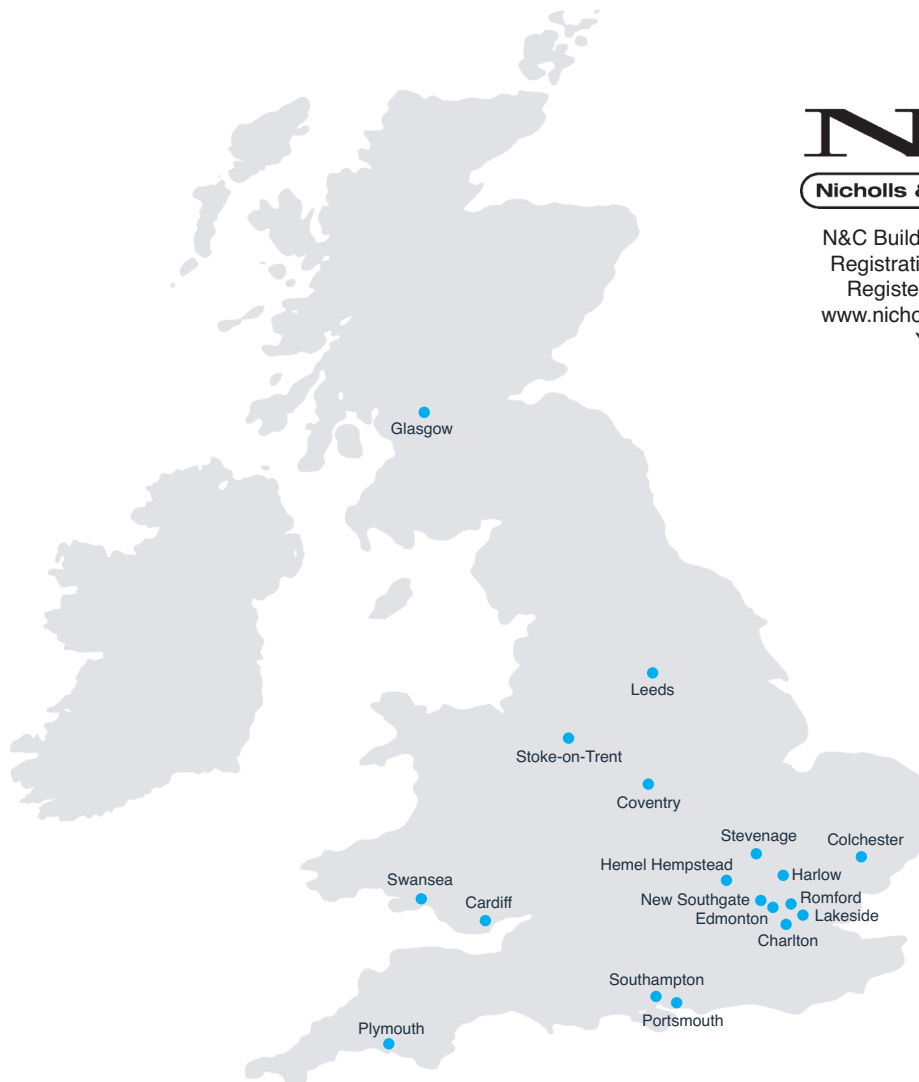 N
Nicholls &
N&C Build
Registrati
Registe
www.nicho
Glasgow
Leeds
Stoke-on-Trent
Coventry
Stevenage
Colchester
Hemel Hempstead
Harlow
Swansea
Cardiff
New Southgate
Romford
Edmonton
Lakeside
Charlton
Southampton
Portsmouth
Plymouth